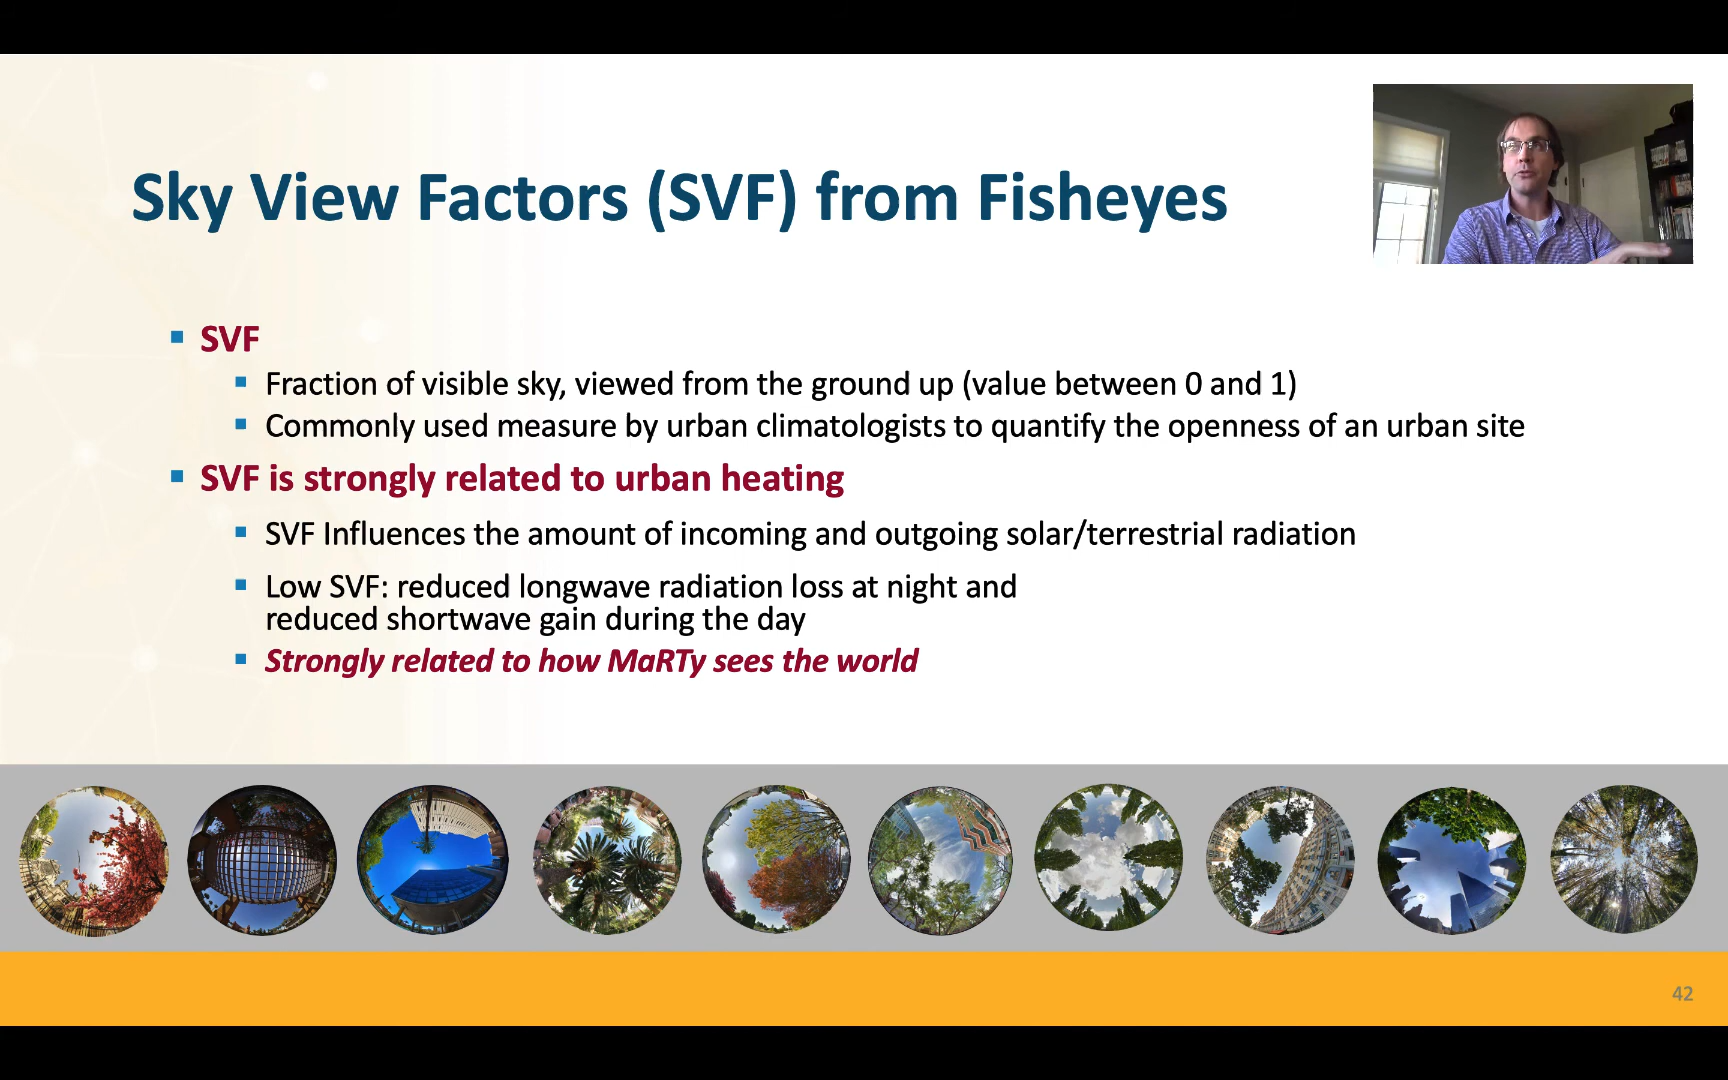 Sky View Factors (SVF) from Fisheyes
SVF
Fraction of visible sky, viewed from the ground up (value between 0 and 1)
Commonly used measure by urban climatologists to quantify the openness of an urban site
SVF is strongly related to urban heating
SVF Influences the amount of incoming and outgoing solar/terrestrial radiation
Low SVF: reduced longwave radiation loss at night and
reduced shortwave gain during the day
Strongly related to how MaRTy sees the world
42